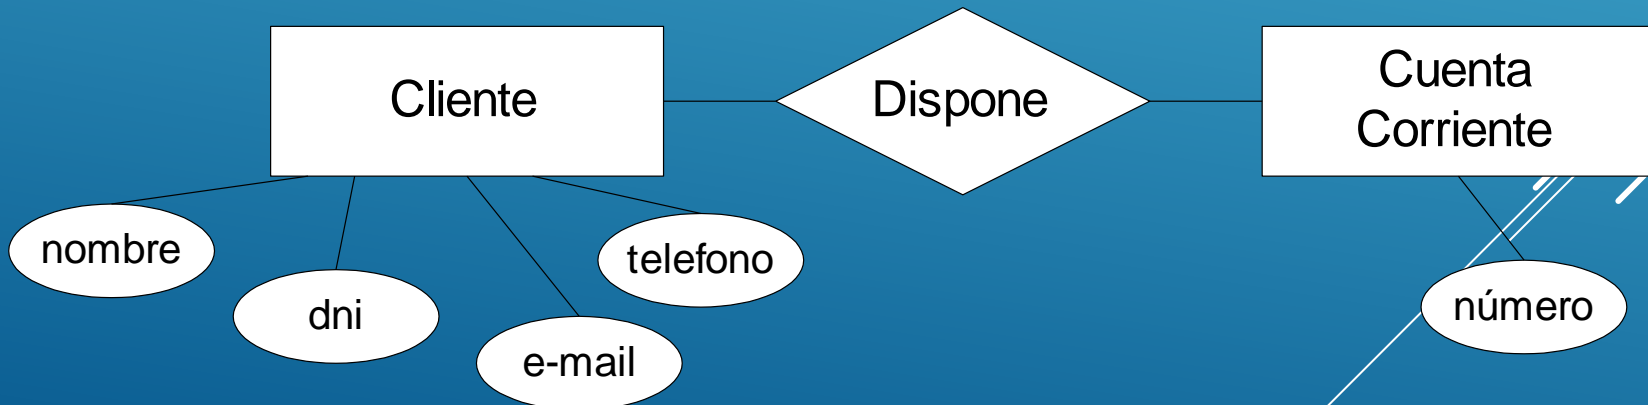 Cliente
Dispone
Cuenta
Corriente
nombre
dni
e-mail
telefono
número